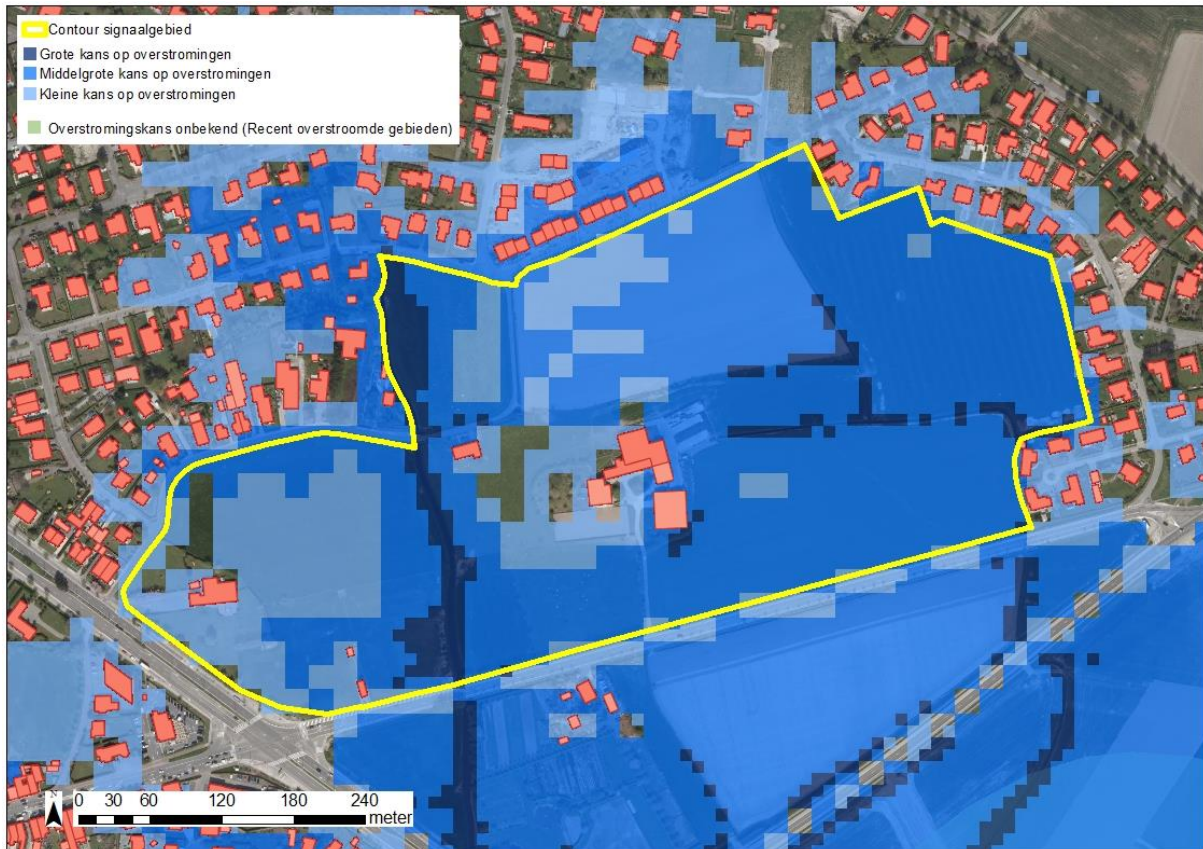 Contour signaalgebied
Grote kans op overstromingen
Middelgrote kans op overstromingen
Kleine kans op overstromingen
Overstromingskans onbekend (Recent overstroomde gebieden)
N
0 30 60 120 180 240
meter